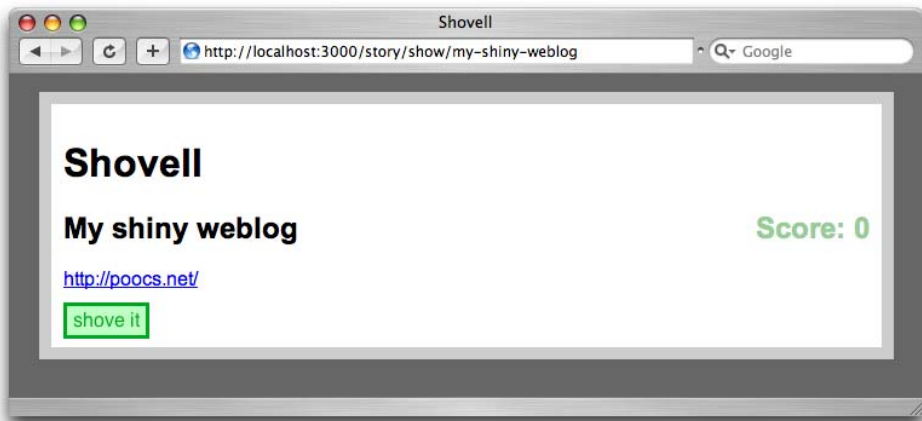 Shovell
http://localhost:3000/story/show/my-shiny-weblog
Google
Shovell
My shiny weblog
Score: 0
http://poocs.net/
shove it